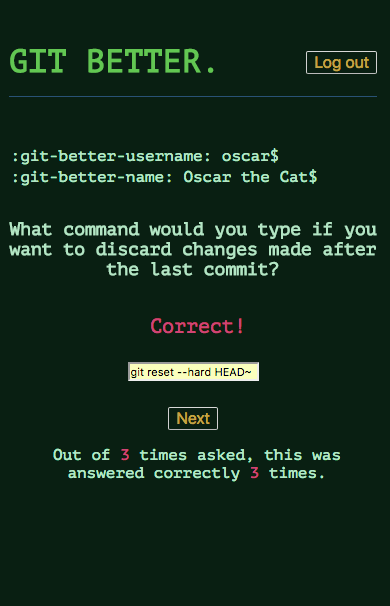 GIT BETTER.
Log out
:git-better-username: oscar$
:git-better-name: Oscar the Cat$
What command would you type if you
want to discard changes made after
the last commit?
Correct!
git reset --hard HEAD~
Next
Out of 3 times asked, this was
answered correctly 3 times.